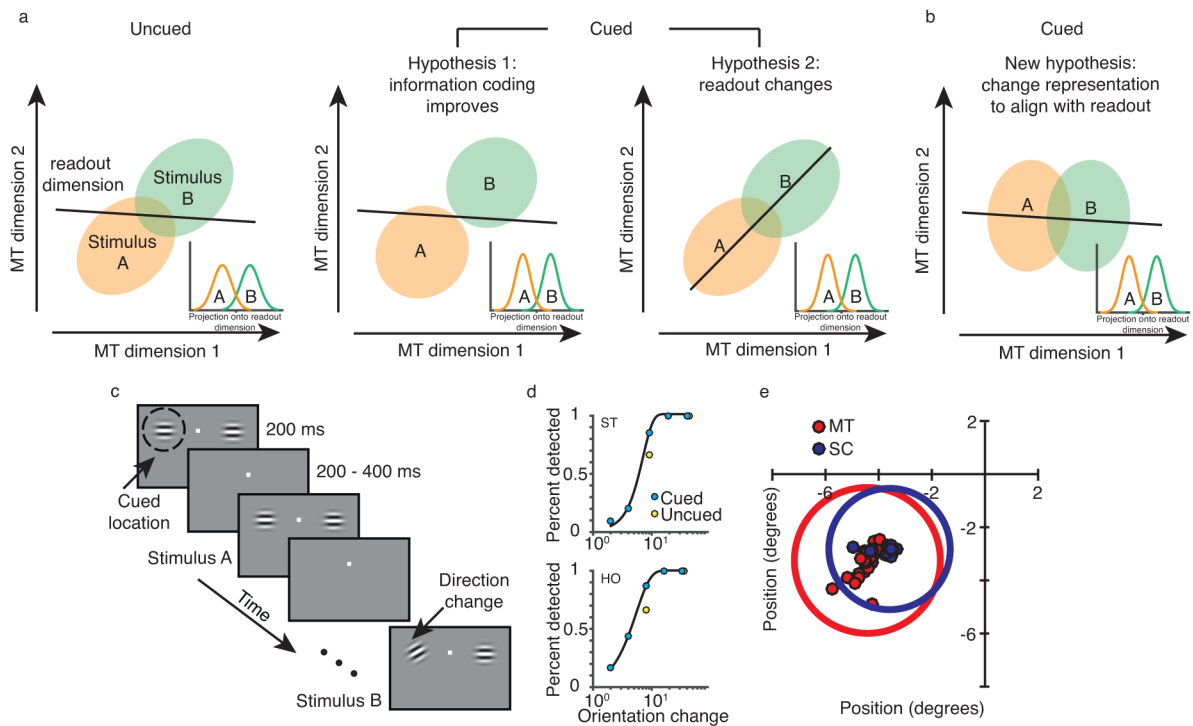 a
Uncued
Cued
b
Cued
Hypothesis 1:
information coding
improves
Hypothesis 2:
readout changes
New hypothesis:
change representation
to align with readout
MT dimension 2
readout
dimension
Stimulus
B
Stimulus
A
A B
Projection onto readout
dimension
MT dimension 1
MT dimension 2
B
A
A B
Projection onto readout
dimension
MT dimension 1
MT dimension 2
B
A
A B
Projection onto readout
dimension
MT dimension 1
MT dimension 2
A
B
A B
Projection onto readout
dimension
MT dimension 1
c
200 ms
200 - 400 ms
Cued
location
Stimulus A
Time
Direction
change
Stimulus B
d
Percent detected
1
0.5
0
ST
Cued
Uncued
10⁰
10¹
Percent detected
1
0.5
0
HO
10⁰
10¹
Orientation change
e
MT
SC
2
-6
-2
2
-2
-6
Position (degrees)
Position (degrees)